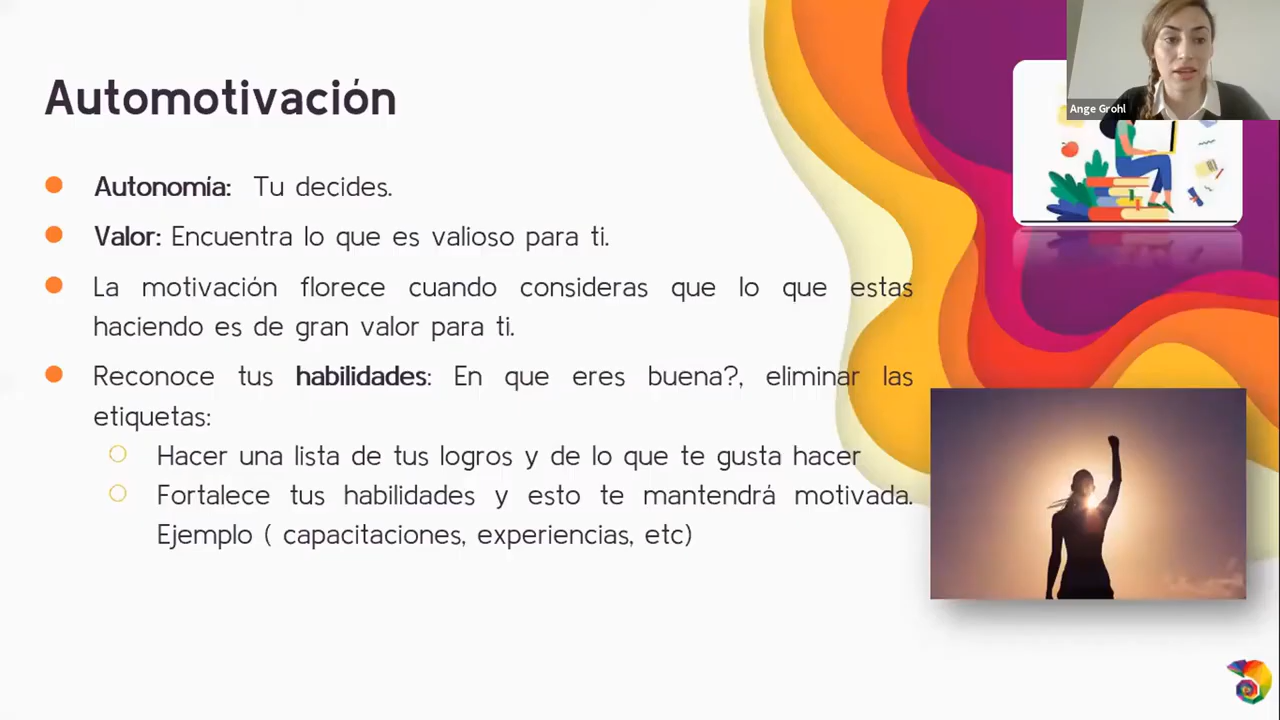 Automotivación
Ange Grohl
Autonomía: Tu decides.
Valor: Encuentra lo que es valioso para ti.
La motivación florece cuando consideras que lo que estas
haciendo es de gran valor para ti.
Reconoce tus habilidades: En que eres buena?, eliminar las
etiquetas:
Hacer una lista de tus logros y de lo que te gusta hacer
Fortalece tus habilidades y esto te mantendrá motivada.
Ejemplo ( capacitaciones, experiencias, etc)